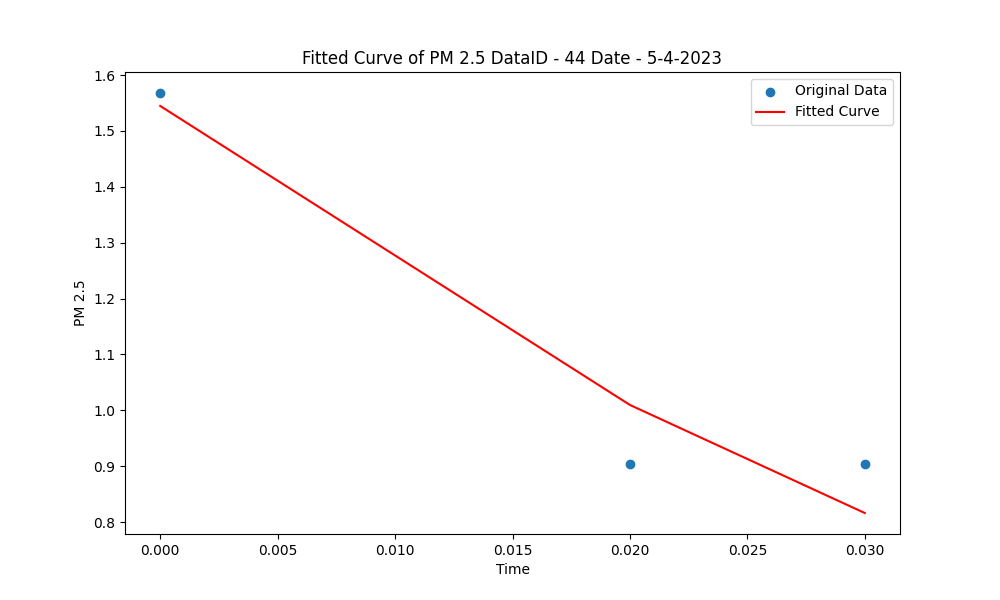 Fitted Curve of PM 2.5 DataID - 44 Date - 5-4-2023
Original Data
Fitted Curve
PM 2.5
1.6
1.5
1.4
1.3
1.2
1.1
1.0
0.9
0.8
0.000 0.005 0.010 0.015 0.020 0.025 0.030
Time